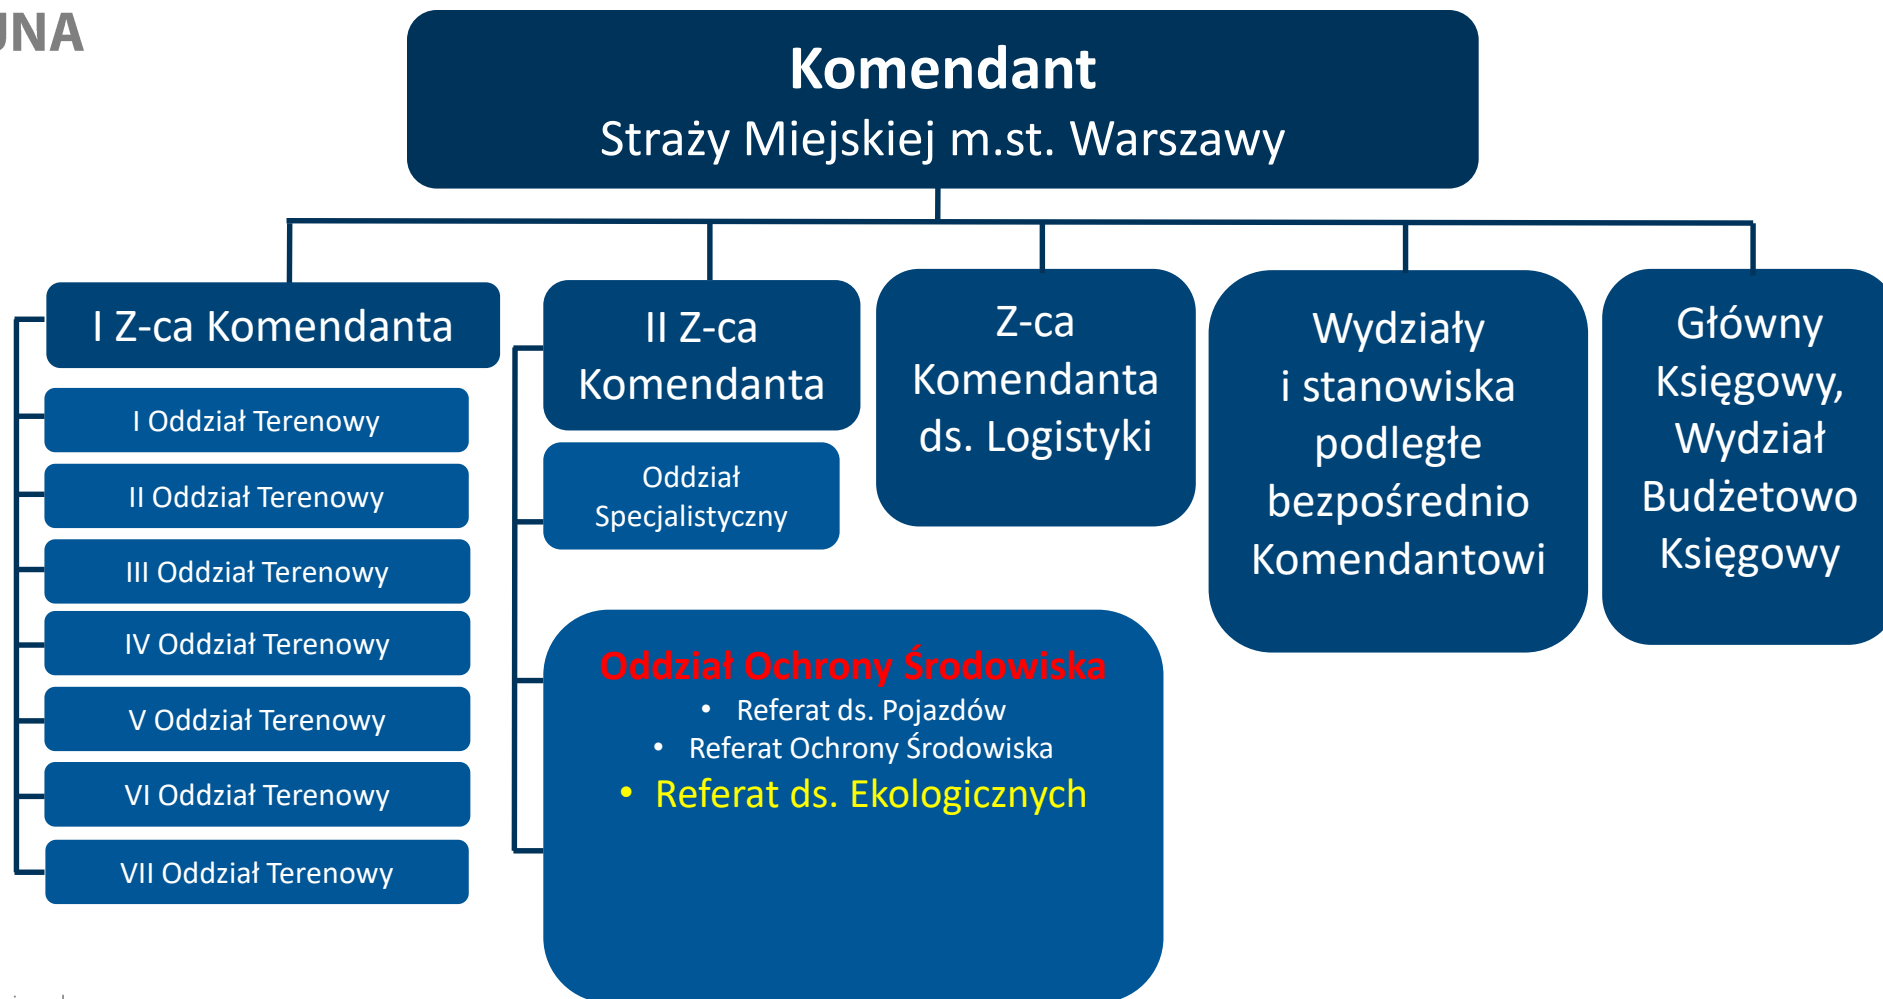 UNA
Komendant
Straży Miejskiej m.st. Warszawy
I Z-ca Komendanta
I Oddział Terenowy
II Oddział Terenowy
III Oddział Terenowy
IV Oddział Terenowy
V Oddział Terenowy
VI Oddział Terenowy
VII Oddział Terenowy
II Z-ca
Komendanta
Oddział
Specjalistyczny
Oddział Ochrony Środowiska
• Referat ds. Pojazdów
• Referat Ochrony Środowiska
• Referat ds. Ekologicznych
Z-ca
Komendanta
ds. Logistyki
Wydziały
i stanowiska
podległe
bezpośrednio
Komendantowi
Główny
Księgowy,
Wydział
Budżetowo
Księgowy